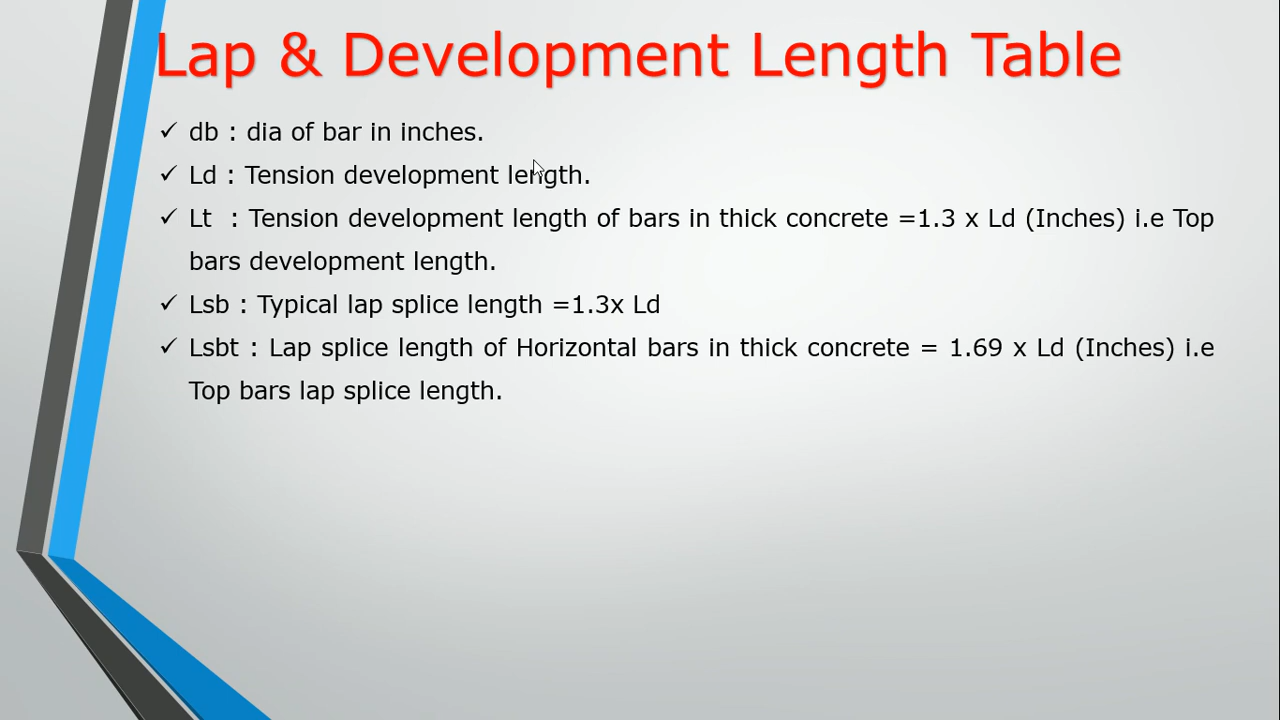 Lap & Development Length Table
✓ db : dia of bar in inches.
✓ Ld : Tension development length.
✓ Lt : Tension development length of bars in thick concrete =1.3 x Ld (Inches) i.e Top
bars development length.
✓ Lsb : Typical lap splice length =1.3x Ld
✓ Lsbt : Lap splice length of Horizontal bars in thick concrete = 1.69 x Ld (Inches) i.e
Top bars lap splice length.